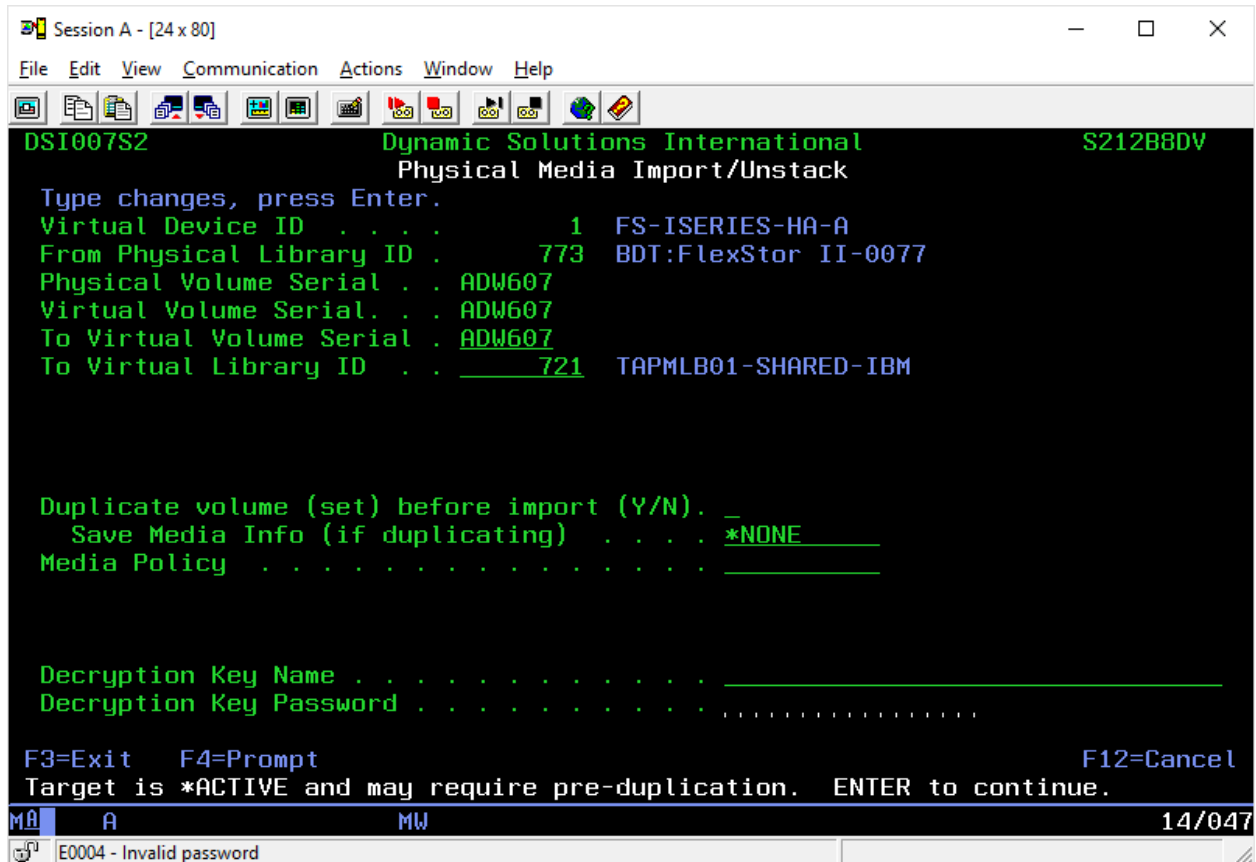 Session A - [24 x 80]
File Edit View Communication Actions Window Help
DSI007S2 Dynamic Solutions International S212B8DV
Physical Media Import/Unstack
Type changes, press Enter.
Virtual Device ID . . . . 1 FS-ISERIES-HA-A
From Physical Library ID . 773 BDT:FlexStor II-0077
Physical Volume Serial . . ADW607
Virtual Volume Serial. . . ADW607
To Virtual Volume Serial . ADW607
To Virtual Library ID . . 721 TAPMLB01-SHARED-IBM
Duplicate volume (set) before import (Y/N). _
Save Media Info (if duplicating) . . . . *NONE
Media Policy . . . . . . . . . . . . . . .
Decryption Key Name . . . . . . . . . . . .
Decryption Key Password . . . . . . . . . .
F3=Exit F4=Prompt F12=Cancel
Target is *ACTIVE and may require pre-duplication. ENTER to continue.
MA A MW 14/047
E0004 - Invalid password